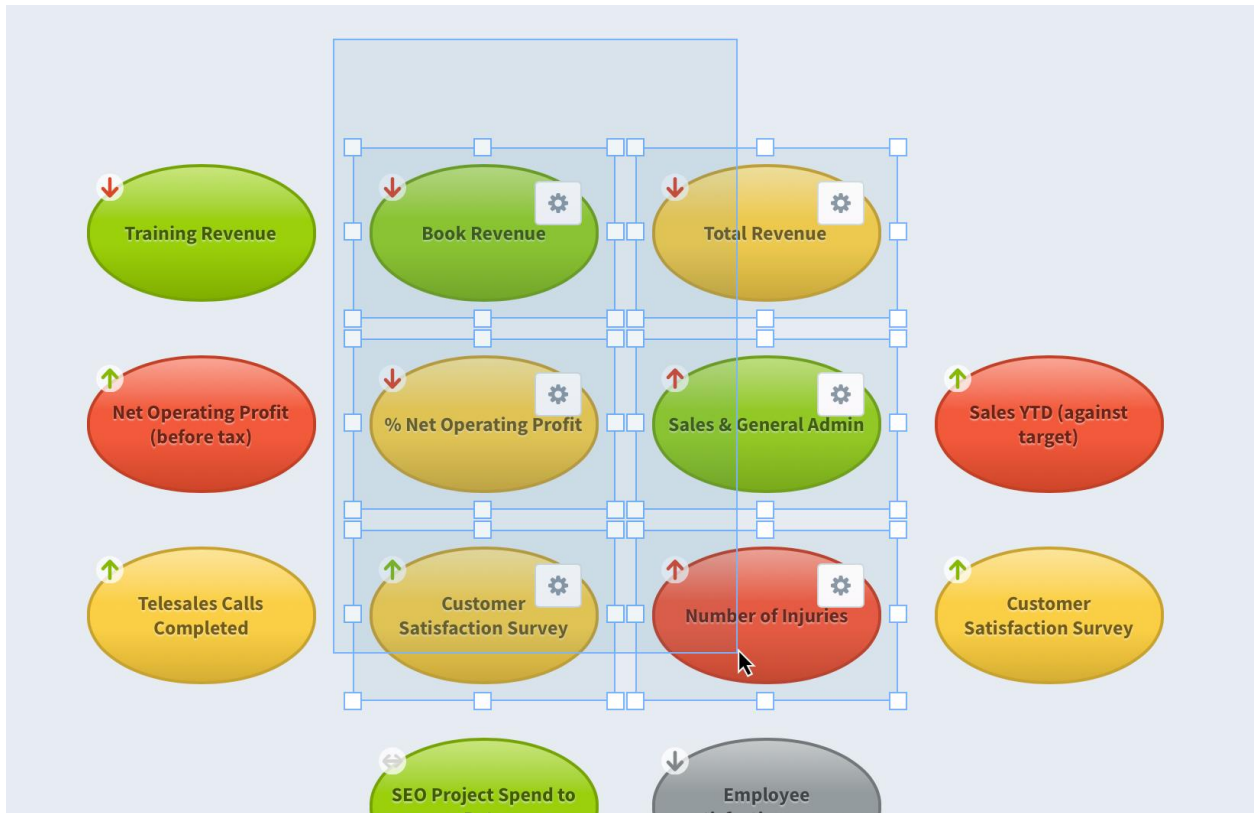 Training Revenue
Book Revenue
Total Revenue
Net Operating Profit
(before tax)
% Net Operating Profit
Sales & General Admin
Sales YTD (against
target)
Telesales Calls
Completed
Customer
Satisfaction Survey
Number of Injuries
Customer
Satisfaction Survey
SEO Project Spend to
Employee